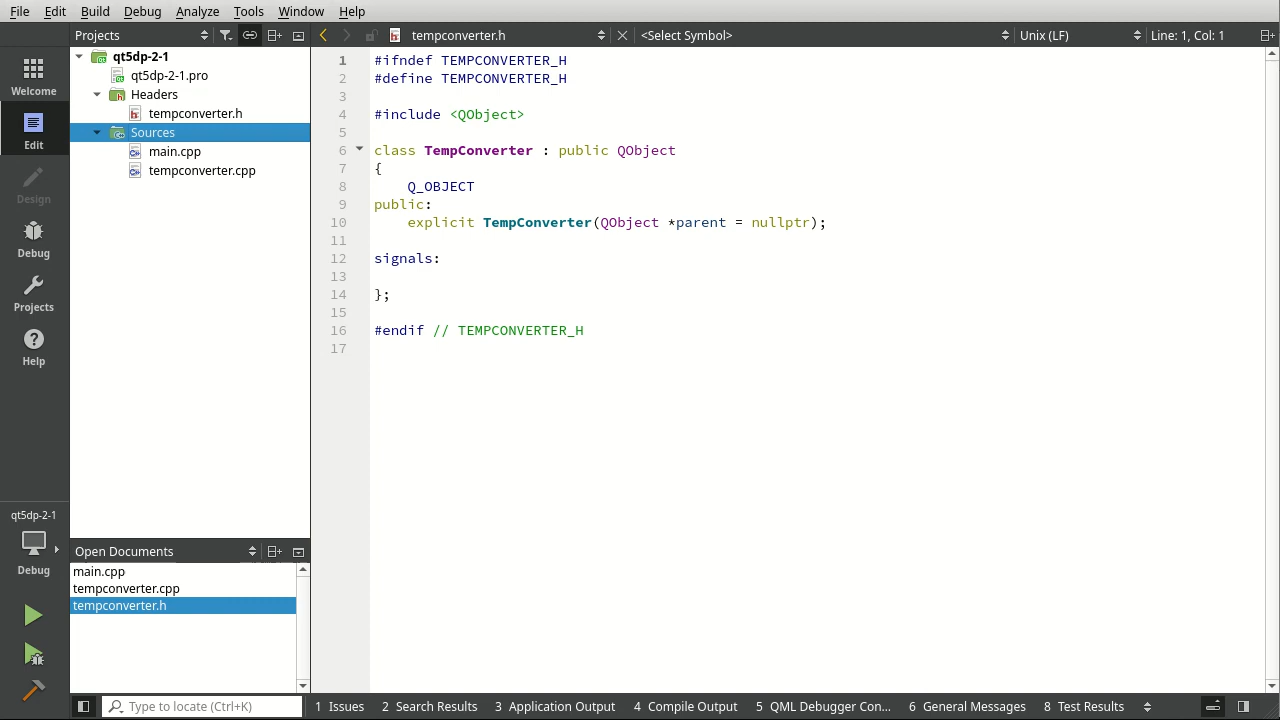 File Edit Build Debug Analyze Tools Window Help
Projects
tempconverter.h
<Select Symbol>
Unix (LF)
Line: 1, Col: 1
Welcome
Edit
Design
Debug
Projects
Help
qt5dp-2-1
Debug
qt5dp-2-1
qt5dp-2-1.pro
Headers
tempconverter.h
Sources
main.cpp
tempconverter.cpp
Open Documents
main.cpp
tempconverter.cpp
tempconverter.h
1 #ifndef TEMPCONVERTER_H
2 #define TEMPCONVERTER_H
3
4 #include <QObject>
5
6 class TempConverter : public QObject
7 {
8     Q_OBJECT
9 public:
10     explicit TempConverter(QObject *parent = nullptr);
11
12 signals:
13
14 };
15
16 #endif // TEMPCONVERTER_H
17
Type to locate (Ctrl+K)
1 Issues 2 Search Results 3 Application Output 4 Compile Output 5 QML Debugger Con... 6 General Messages 8 Test Results